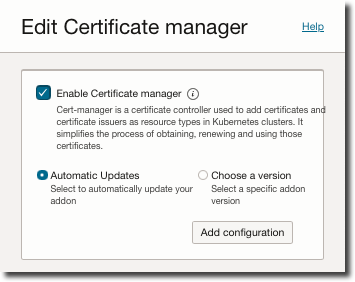 Edit Certificate manager
Help
Enable Certificate manager
Cert-manager is a certificate controller used to add certificates and
certificate issuers as resource types in Kubernetes clusters. It
simplifies the process of obtaining, renewing and using those
certificates.
Automatic Updates
Select to automatically update your
addon
Choose a version
Select a specific addon
version
Add configuration